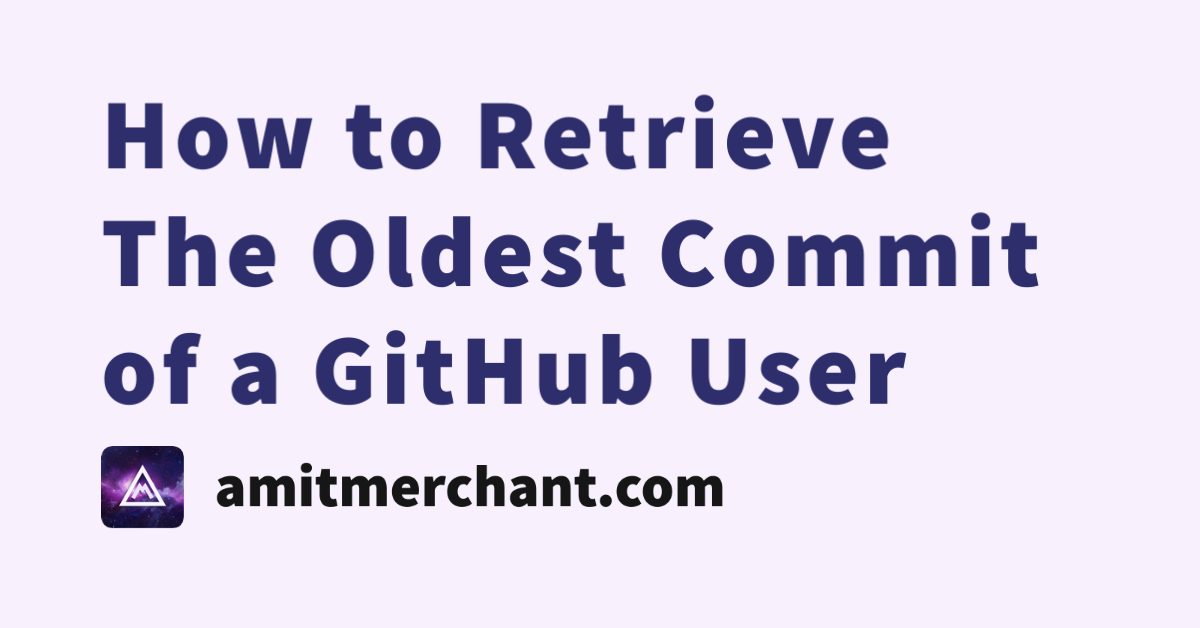 How to Retrieve
The Oldest Commit
of a GitHub User
amitmerchant.com